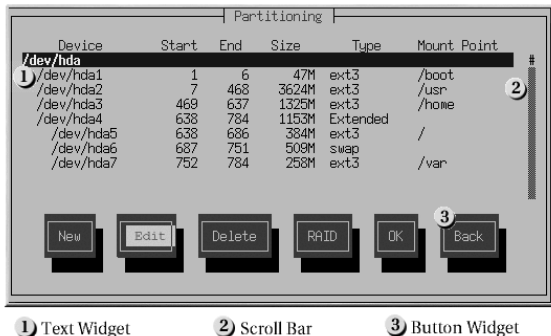 Partitioning
Device Start End Size Type Mount Point
/dev/hda #
1 /dev/hda1 1 6 47M ext3 /boot
/dev/hda2 7 468 3624M ext3 /usr 2
/dev/hda3 469 637 1325M ext3 /home
/dev/hda4 638 784 1153M Extended
/dev/hda5 638 686 384M ext3 /
/dev/hda6 687 751 509M swap
/dev/hda7 752 784 258M ext3 /var
3
New Edit Delete RAID OK Back
1 Text Widget 2 Scroll Bar 3 Button Widget